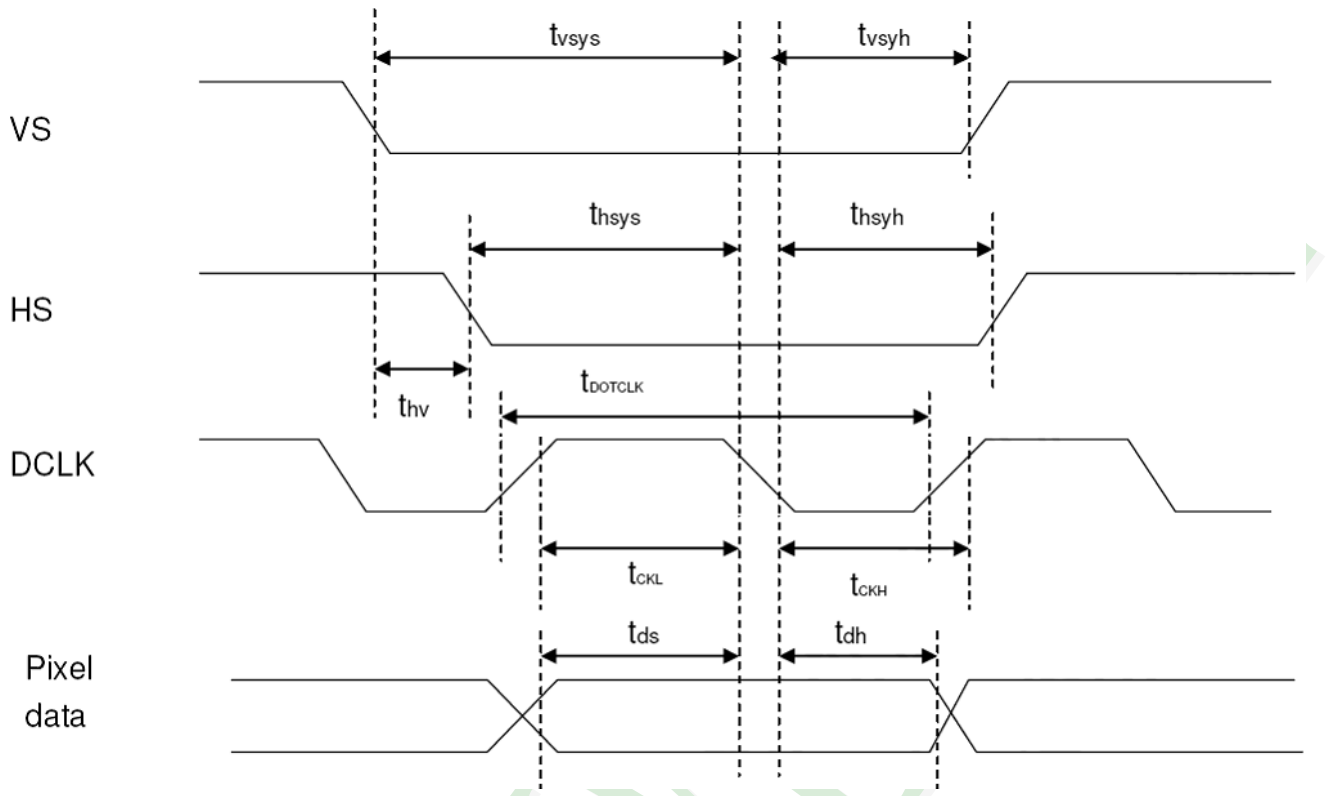 tvsys
tvsyh
VS
thsys
thsyh
HS
thv
tDOTCLK
DCLK
tCKL
tCKH
tds
tdh
Pixel
data